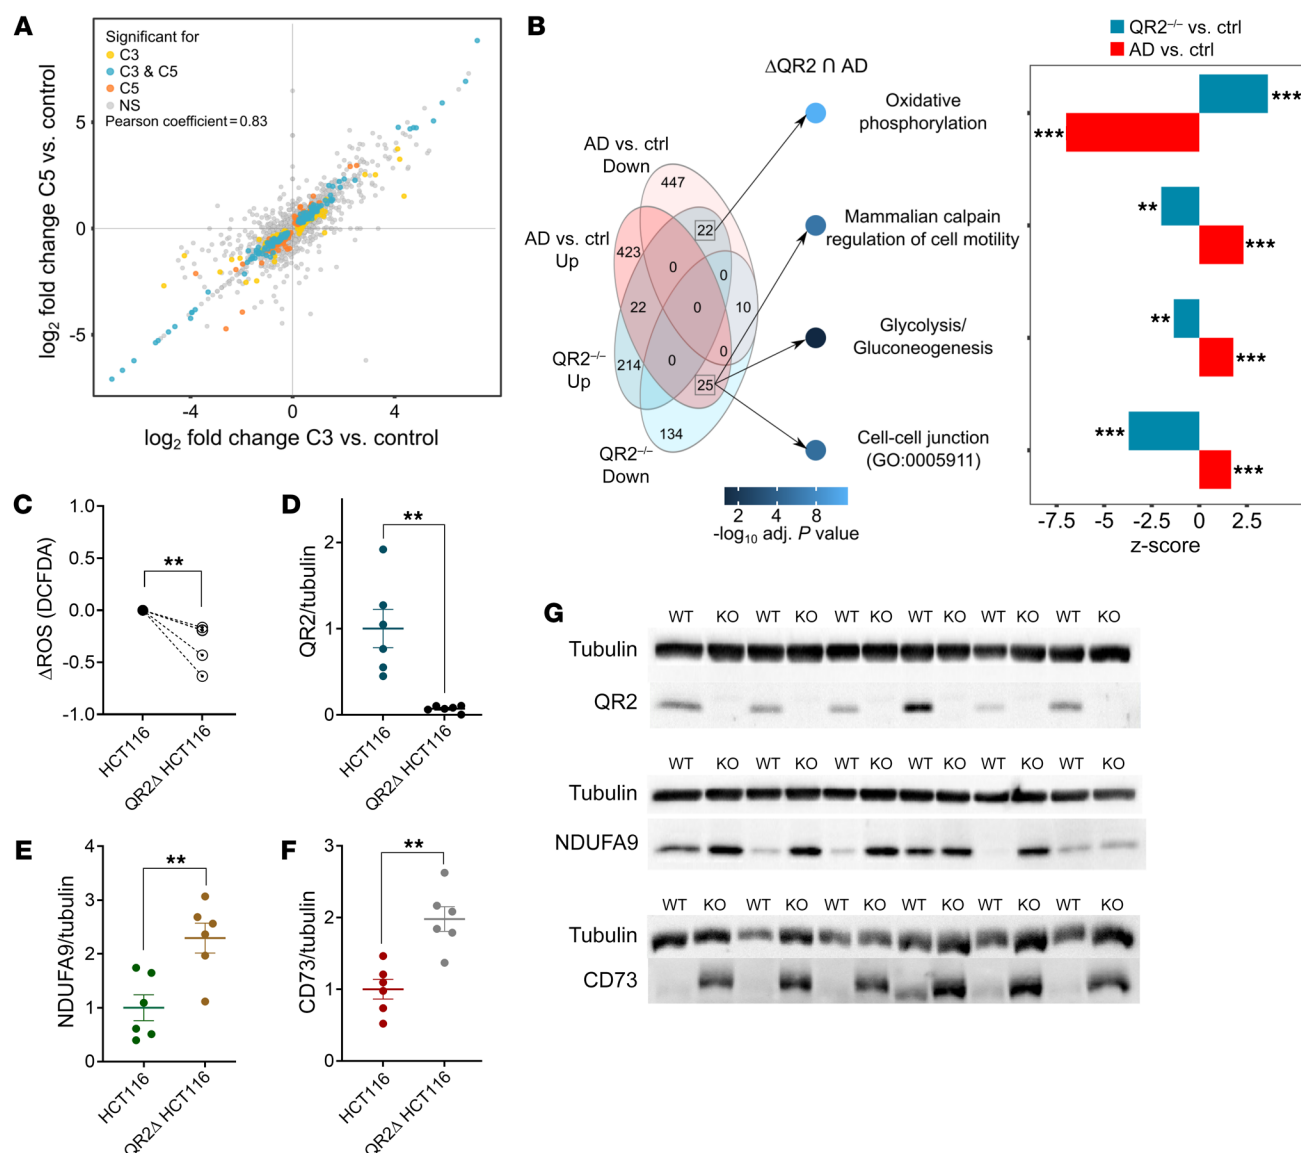 A
Significant for
C3
C3 & C5
C5
NS
Pearson coefficient = 0.83
log2 fold change C5 vs. control
5
0
-5
-4
0
4
log2 fold change C3 vs. control
B
QR2–/– vs. ctrl
AD vs. ctrl
ΔQR2 ∩ AD
AD vs. ctrl
Down
AD vs. ctrl
Up
QR2–/–
Up
QR2–/–
Down
447
423
22
0
0
22
0
10
214
0
0
25
134
Oxidative
phosphorylation
Mammalian calpain
regulation of cell motility
Glycolysis/
Gluconeogenesis
Cell-cell junction
(GO:0005911)
2
4
8
-log10 adj. P value
***
***
**
***
**
***
***
***
-7.5
-5
-2.5
0
2.5
z-score
C
ΔROS (DCFDA)
1.0
0.5
0.0
-0.5
-1.0
**
HCT116
QR2Δ HCT116
D
QR2/tubulin
2
1
0
**
HCT116
QR2Δ HCT116
E
NDUFA9/tubulin
4
3
2
1
0
**
HCT116
QR2Δ HCT116
F
CD73/tubulin
3
2
1
0
**
HCT116
QR2Δ HCT116
G
WT KO WT KO WT KO WT KO WT KO WT KO
Tubulin
QR2
WT KO WT KO WT KO WT KO WT KO WT KO
Tubulin
NDUFA9
WT KO WT KO WT KO WT KO WT KO WT KO
Tubulin
CD73